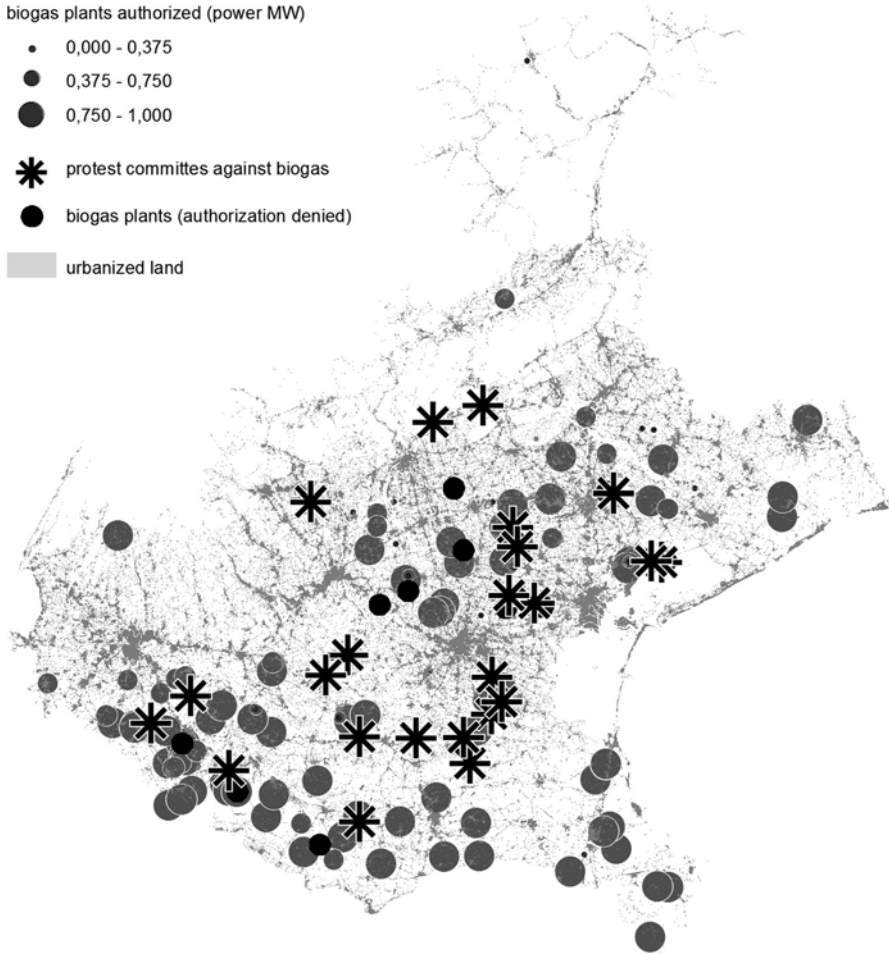 biogas plants authorized (power MW)
0,000 - 0,375
0,375 - 0,750
0,750 - 1,000
protest committes against biogas
biogas plants (authorization denied)
urbanized land